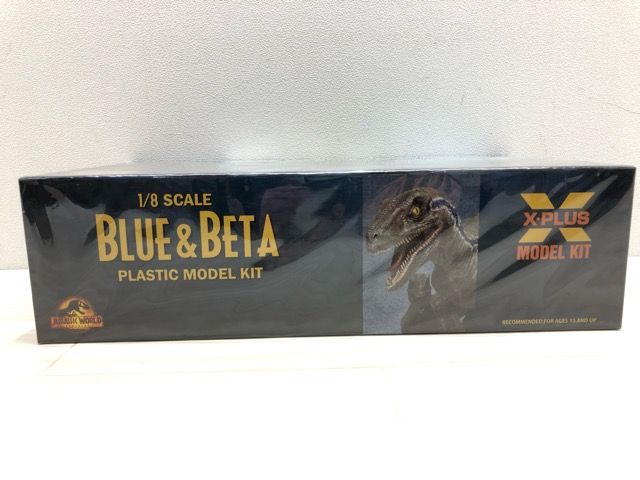 1/8 SCALE
BLUE & BETA
PLASTIC MODEL KIT
JURASSIC WORLD
X
X-PLUS
MODEL KIT
RECOMMENDED FOR AGES 15 AND UP